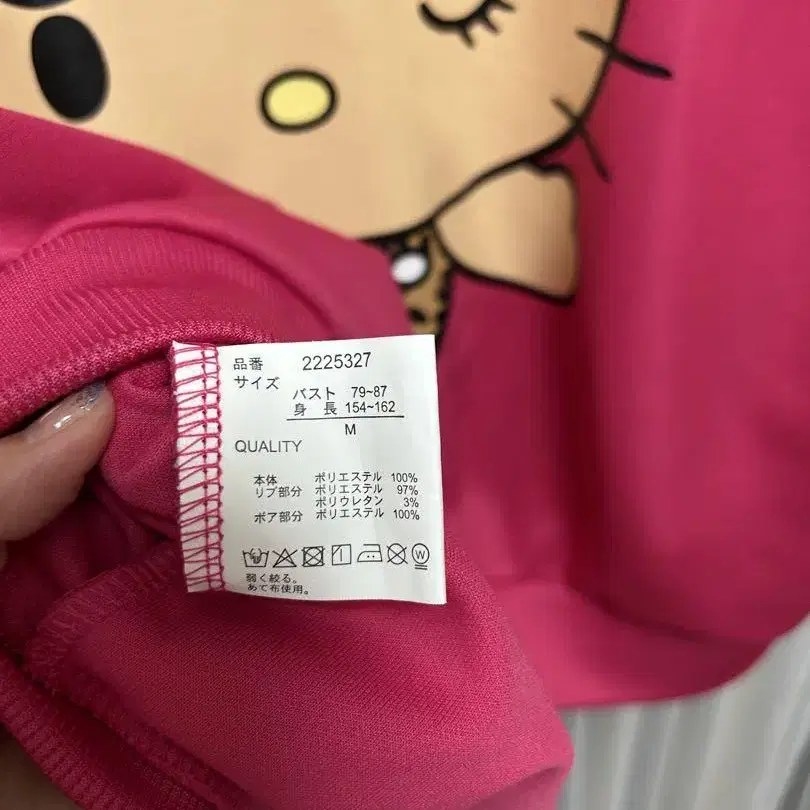 品番 2225327
サイズ
バスト 79~87
身 長 154~162
M
QUALITY
本体 ポリエステル 100%
リブ部分 ポリエステル 97%
ポリウレタン 3%
ボア部分 ポリエステル 100%
W
弱く絞る。
あて布使用。